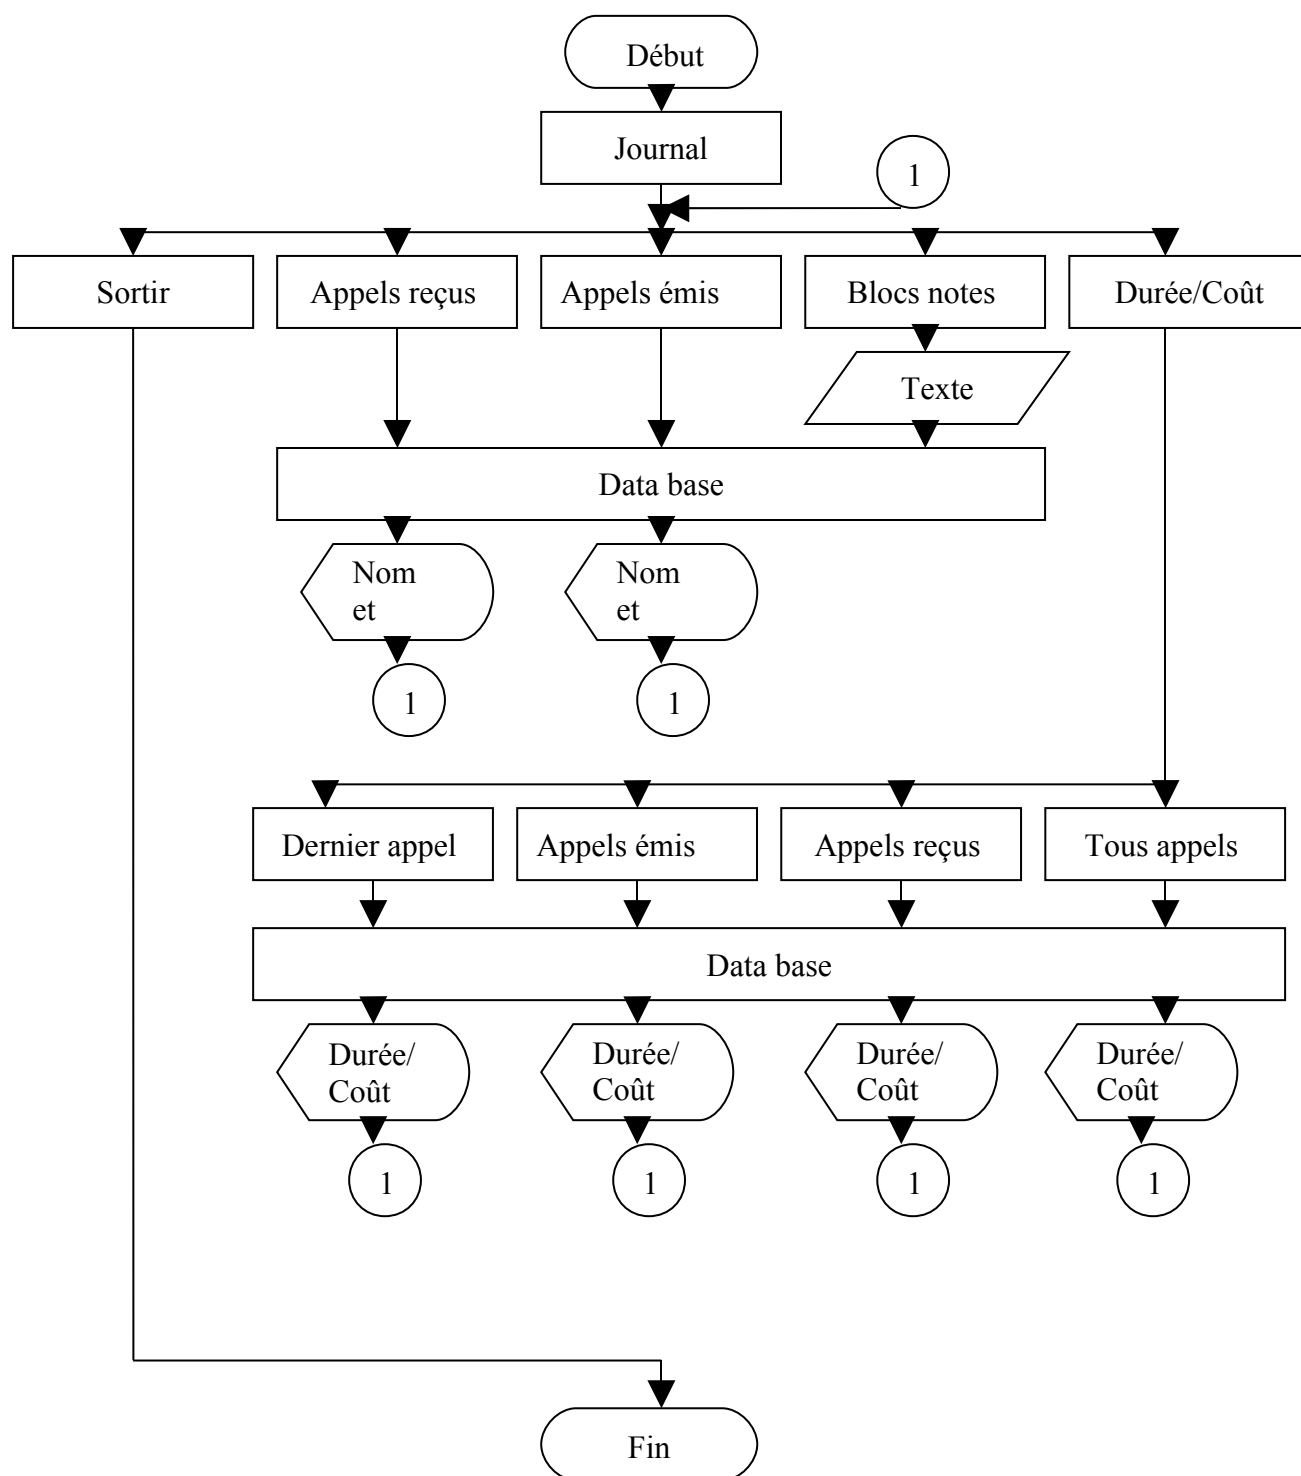 Début
Journal
1
Sortir
Appels reçus
Appels émis
Blocs notes
Durée/Coût
Texte
Data base
Nom
et
Nom
et
1
1
Dernier appel
Appels émis
Appels reçus
Tous appels
Data base
Durée/
Coût
Durée/
Coût
Durée/
Coût
Durée/
Coût
1
1
1
1
Fin